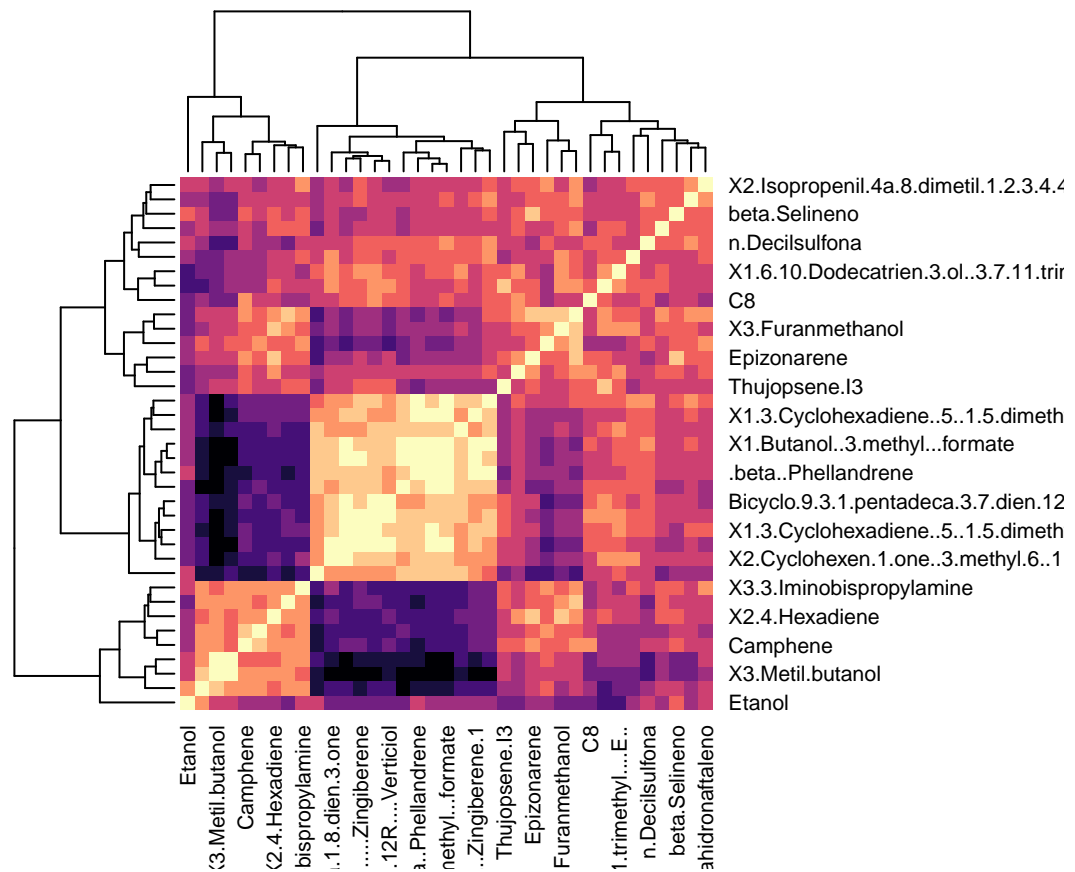 X2.Isopropenil.4a.8.dimetil.1.2.3.4.4
beta.Selineno
n.Decilsulfona
X1.6.10.Dodecatrien.3.ol..3.7.11.trir
C8
X3.Furanmethanol
Epizonarene
Thujopsene.I3
X1.3.Cyclohexadiene..5..1.5.dimeth
X1.Butanol..3.methyl...formate
.beta..Phellandrene
Bicyclo.9.3.1.pentadeca.3.7.dien.12
X1.3.Cyclohexadiene..5..1.5.dimeth
X2.Cyclohexen.1.one..3.methyl.6..1
X3.3.Iminobispropylamine
X2.4.Hexadiene
Camphene
X3.Metil.butanol
Etanol
Etanol
X3.Metil.butanol
Camphene
X2.4.Hexadiene
bispropylamine
a.1.8.dien.3.one
.....Zingiberene
.12R....Verticiol
a..Phellandrene
methyl...formate
..Zingiberene.1
Thujopsene.I3
Epizonarene
Furanmethanol
C8
1.trimethyl....E..
n.Decilsulfona
beta.Selineno
ahidronaftaleno